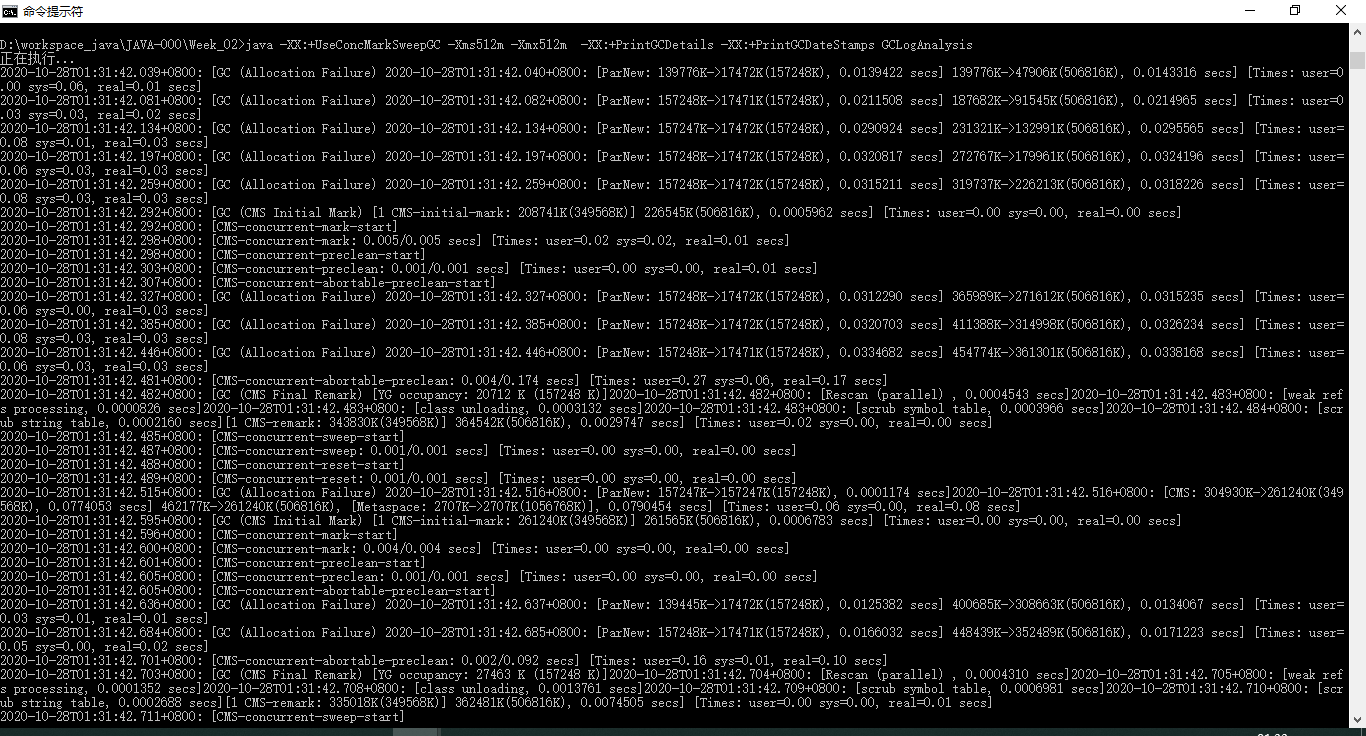 命令提示符
D:\workspace_java\JAVA-000\Week_02>java -XX:+UseConcMarkSweepGC -Xms512m -Xmx512m  -XX:+PrintGCDetails -XX:+PrintGCDateStamps GCLogAnalysis
正在执行...
2020-10-28T01:31:42.039+0800: [GC (Allocation Failure) 2020-10-28T01:31:42.040+0800: [ParNew: 139776K->17472K(157248K), 0.0139422 secs] 139776K->47906K(506816K), 0.0143316 secs] [Times: user=0
.00 sys=0.06, real=0.01 secs]
2020-10-28T01:31:42.081+0800: [GC (Allocation Failure) 2020-10-28T01:31:42.082+0800: [ParNew: 157248K->17471K(157248K), 0.0211508 secs] 187682K->91545K(506816K), 0.0214965 secs] [Times: user=0
.03 sys=0.03, real=0.02 secs]
2020-10-28T01:31:42.134+0800: [GC (Allocation Failure) 2020-10-28T01:31:42.134+0800: [ParNew: 157247K->17472K(157248K), 0.0290924 secs] 231321K->132991K(506816K), 0.0295565 secs] [Times: user=
0.08 sys=0.01, real=0.03 secs]
2020-10-28T01:31:42.197+0800: [GC (Allocation Failure) 2020-10-28T01:31:42.197+0800: [ParNew: 157248K->17472K(157248K), 0.0320817 secs] 272767K->179961K(506816K), 0.0324196 secs] [Times: user=
0.06 sys=0.03, real=0.03 secs]
2020-10-28T01:31:42.259+0800: [GC (Allocation Failure) 2020-10-28T01:31:42.259+0800: [ParNew: 157248K->17472K(157248K), 0.0315211 secs] 319737K->226213K(506816K), 0.0318226 secs] [Times: user=
0.08 sys=0.03, real=0.03 secs]
2020-10-28T01:31:42.292+0800: [GC (CMS Initial Mark) [1 CMS-initial-mark: 208741K(349568K)] 226545K(506816K), 0.0005962 secs] [Times: user=0.00 sys=0.00, real=0.00 secs]
2020-10-28T01:31:42.292+0800: [CMS-concurrent-mark-start]
2020-10-28T01:31:42.298+0800: [CMS-concurrent-mark: 0.005/0.005 secs] [Times: user=0.02 sys=0.02, real=0.01 secs]
2020-10-28T01:31:42.298+0800: [CMS-concurrent-preclean-start]
2020-10-28T01:31:42.303+0800: [CMS-concurrent-preclean: 0.001/0.001 secs] [Times: user=0.00 sys=0.00, real=0.01 secs]
2020-10-28T01:31:42.307+0800: [CMS-concurrent-abortable-preclean-start]
2020-10-28T01:31:42.327+0800: [GC (Allocation Failure) 2020-10-28T01:31:42.327+0800: [ParNew: 157248K->17472K(157248K), 0.0312290 secs] 365989K->271612K(506816K), 0.0315235 secs] [Times: user=
0.06 sys=0.00, real=0.03 secs]
2020-10-28T01:31:42.385+0800: [GC (Allocation Failure) 2020-10-28T01:31:42.385+0800: [ParNew: 157248K->17472K(157248K), 0.0320703 secs] 411388K->314998K(506816K), 0.0326234 secs] [Times: user=
0.08 sys=0.03, real=0.03 secs]
2020-10-28T01:31:42.446+0800: [GC (Allocation Failure) 2020-10-28T01:31:42.446+0800: [ParNew: 157248K->17471K(157248K), 0.0334682 secs] 454774K->361301K(506816K), 0.0338168 secs] [Times: user=
0.06 sys=0.03, real=0.03 secs]
2020-10-28T01:31:42.481+0800: [CMS-concurrent-abortable-preclean: 0.004/0.174 secs] [Times: user=0.27 sys=0.06, real=0.17 secs]
2020-10-28T01:31:42.482+0800: [GC (CMS Final Remark) [YG occupancy: 20712 K (157248 K)]2020-10-28T01:31:42.482+0800: [Rescan (parallel) , 0.0004543 secs]2020-10-28T01:31:42.483+0800: [weak ref
s processing, 0.0000826 secs]2020-10-28T01:31:42.483+0800: [class unloading, 0.0003132 secs]2020-10-28T01:31:42.483+0800: [scrub symbol table, 0.0003966 secs]2020-10-28T01:31:42.484+0800: [scr
ub string table, 0.0002160 secs][1 CMS-remark: 343830K(349568K)] 364542K(506816K), 0.0029747 secs] [Times: user=0.02 sys=0.00, real=0.00 secs]
2020-10-28T01:31:42.485+0800: [CMS-concurrent-sweep-start]
2020-10-28T01:31:42.487+0800: [CMS-concurrent-sweep: 0.001/0.001 secs] [Times: user=0.00 sys=0.00, real=0.00 secs]
2020-10-28T01:31:42.488+0800: [CMS-concurrent-reset-start]
2020-10-28T01:31:42.489+0800: [CMS-concurrent-reset: 0.001/0.001 secs] [Times: user=0.00 sys=0.00, real=0.00 secs]
2020-10-28T01:31:42.515+0800: [GC (Allocation Failure) 2020-10-28T01:31:42.516+0800: [ParNew: 157247K->157247K(157248K), 0.0001174 secs]2020-10-28T01:31:42.516+0800: [CMS: 304930K->261240K(349
568K), 0.0774053 secs] 462177K->261240K(506816K), [Metaspace: 2707K->2707K(1056768K)], 0.0790454 secs] [Times: user=0.06 sys=0.00, real=0.08 secs]
2020-10-28T01:31:42.595+0800: [GC (CMS Initial Mark) [1 CMS-initial-mark: 261240K(349568K)] 261565K(506816K), 0.0006783 secs] [Times: user=0.00 sys=0.00, real=0.00 secs]
2020-10-28T01:31:42.596+0800: [CMS-concurrent-mark-start]
2020-10-28T01:31:42.600+0800: [CMS-concurrent-mark: 0.004/0.004 secs] [Times: user=0.00 sys=0.00, real=0.00 secs]
2020-10-28T01:31:42.601+0800: [CMS-concurrent-preclean-start]
2020-10-28T01:31:42.605+0800: [CMS-concurrent-preclean: 0.001/0.001 secs] [Times: user=0.00 sys=0.00, real=0.00 secs]
2020-10-28T01:31:42.605+0800: [CMS-concurrent-abortable-preclean-start]
2020-10-28T01:31:42.636+0800: [GC (Allocation Failure) 2020-10-28T01:31:42.637+0800: [ParNew: 139445K->17472K(157248K), 0.0125382 secs] 400685K->308663K(506816K), 0.0134067 secs] [Times: user=
0.03 sys=0.01, real=0.01 secs]
2020-10-28T01:31:42.684+0800: [GC (Allocation Failure) 2020-10-28T01:31:42.685+0800: [ParNew: 157248K->17471K(157248K), 0.0166032 secs] 448439K->352489K(506816K), 0.0171223 secs] [Times: user=
0.05 sys=0.00, real=0.02 secs]
2020-10-28T01:31:42.701+0800: [CMS-concurrent-abortable-preclean: 0.002/0.092 secs] [Times: user=0.16 sys=0.01, real=0.10 secs]
2020-10-28T01:31:42.703+0800: [GC (CMS Final Remark) [YG occupancy: 27463 K (157248 K)]2020-10-28T01:31:42.704+0800: [Rescan (parallel) , 0.0004310 secs]2020-10-28T01:31:42.705+0800: [weak ref
s processing, 0.0001352 secs]2020-10-28T01:31:42.708+0800: [class unloading, 0.0013761 secs]2020-10-28T01:31:42.709+0800: [scrub symbol table, 0.0006981 secs]2020-10-28T01:31:42.710+0800: [scr
ub string table, 0.0002688 secs][1 CMS-remark: 335018K(349568K)] 362481K(506816K), 0.0074505 secs] [Times: user=0.00 sys=0.00, real=0.01 secs]
2020-10-28T01:31:42.711+0800: [CMS-concurrent-sweep-start]